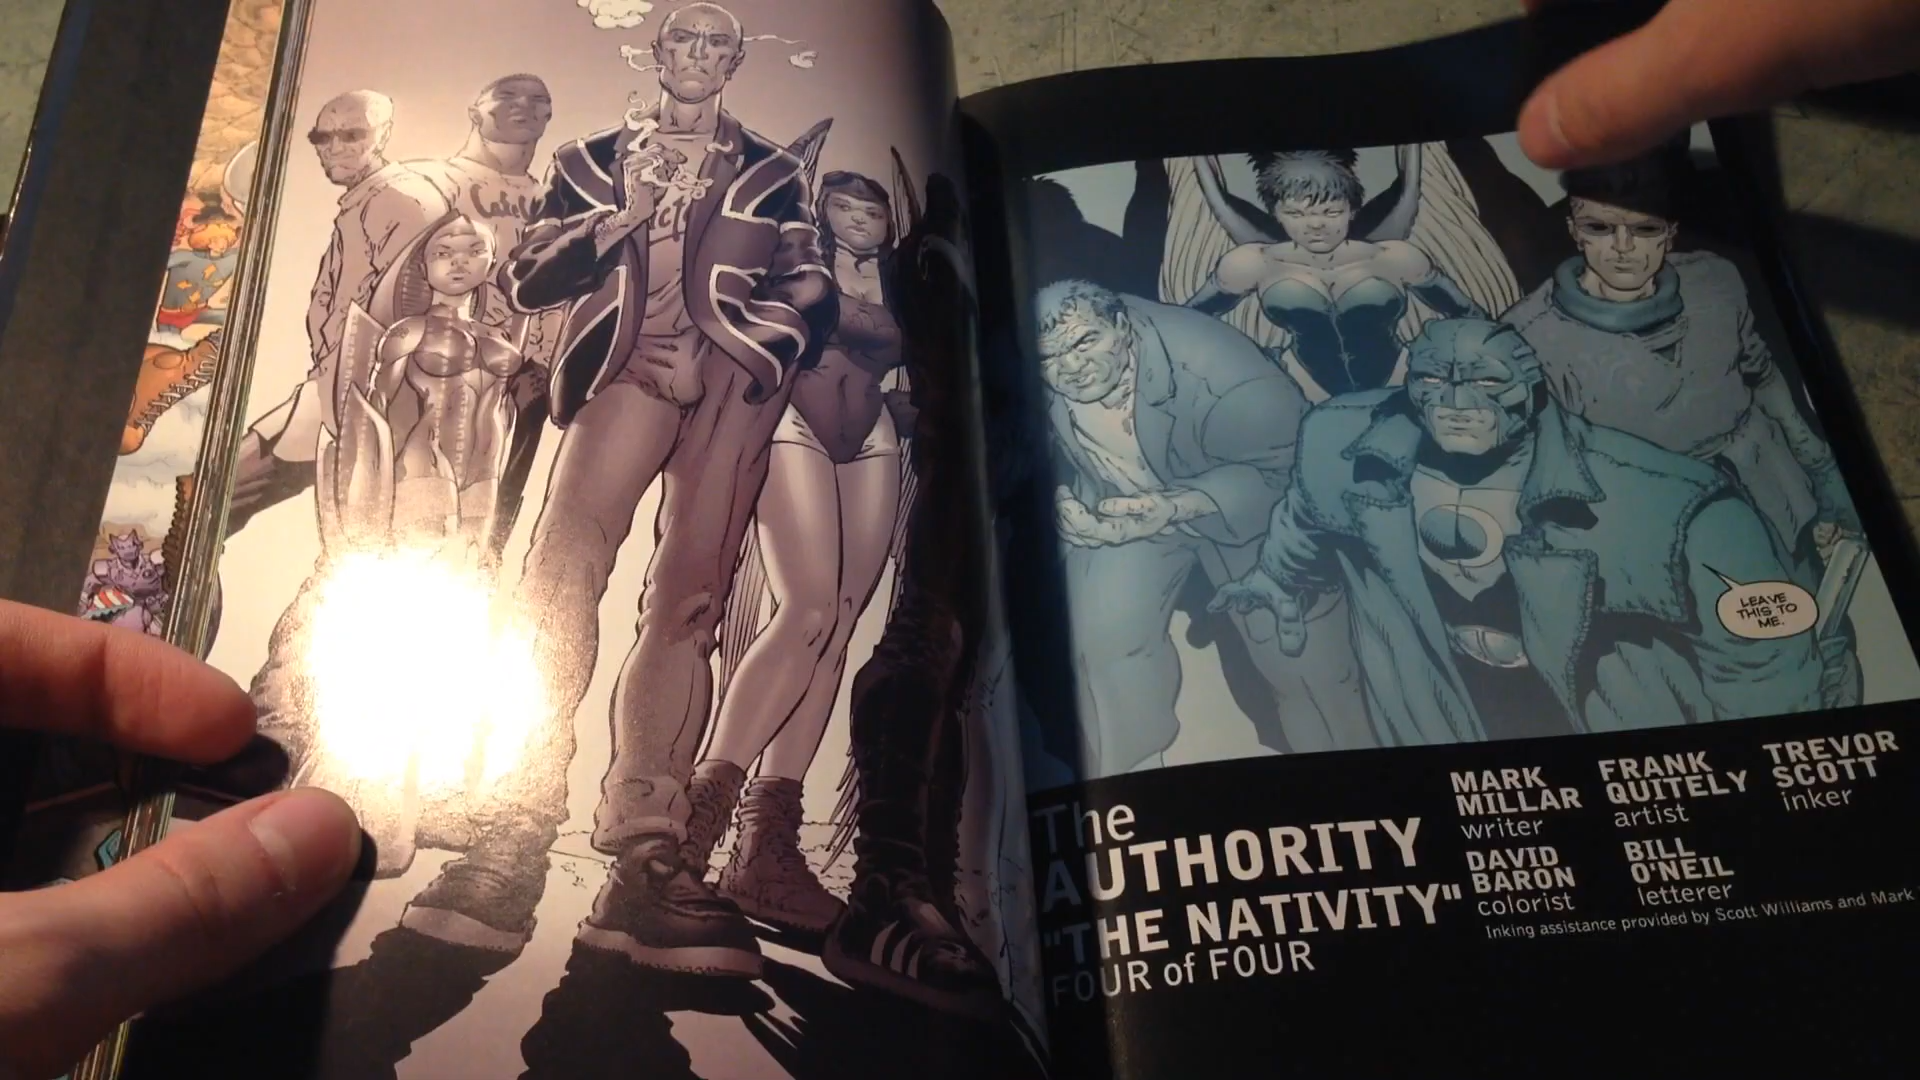 LEAVE
THIS TO
ME.
The
AUTHORITY
"THE NATIVITY"
FOUR of FOUR
MARK
MILLAR
writer
FRANK
QUITELY
artist
TREVOR
SCOTT
inker
DAVID
BARON
colorist
BILL
O'NEIL
letterer
Inking assistance provided by Scott Williams and Mark